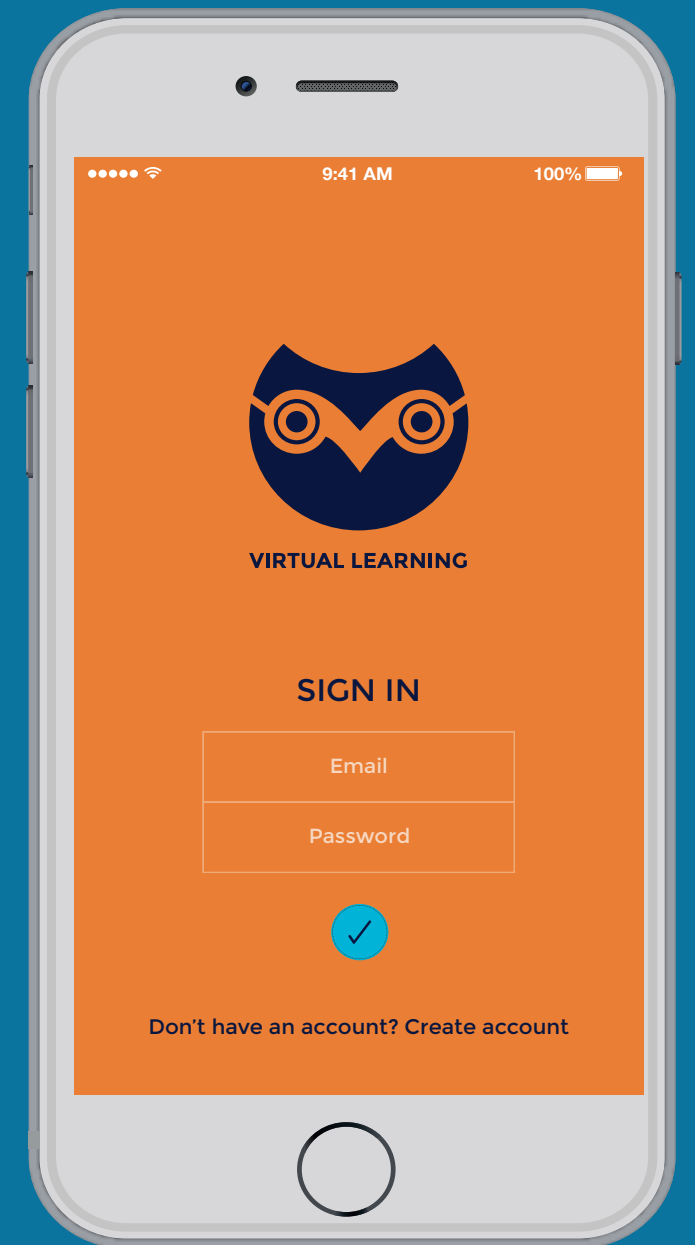 9:41 AM 100%
VIRTUAL LEARNING
SIGN IN
Email
Password
Don’t have an account? Create account